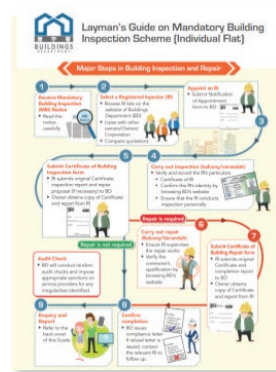 BUILDINGS
DEPARTMENT
Layman's Guide on Mandatory Building
Inspection Scheme (Individual Flat)
Major Steps in Building Inspection and Repair
1
Receive Mandatory
Building Inspection
(MBI) Notice
• Read the
notice
carefully
2
Select a Registered Inspector (RI)
• Browse RI lists on the
website of Buildings
Department (BD)
• Liaise with other
owners/Owners'
Corporation
• Compare quotations
Appoint an RI
• Submit Notification
of Appointment
form to BD
3
4
Carry out inspection (balcony/verandah)
• Verify and record the RI's particulars
• Certificate of RI
• Confirm the RI's identity by
browsing BD's website
• Ensure that the RI conducts
inspection personally
5
Submit Certificate of Building
Inspection form
• RI submits original Certificate,
inspection report and repair
proposal (if necessary) to BD
• Owner obtains copy of Certificate
and report from RI
Repair is required
6
Carry out repair
(Balcony/Verandah)
• Ensure RI supervise
the repair works
• Verify the
contractor's
qualification by
browsing BD's
website
7
Submit Certificate of
Building Repair form
• RI submits original
Certificate and
completion report
to BD
• Owner obtains
copy of Certificate
and report from RI
Repair is not required
Audit Check
• BD will conduct random
audit checks and impose
appropriate sanctions on
service providers for any
irregularities identified.
8
Confirm
completion
• BD issues
compliance letter.
If refusal letter is
issued, contact
the relevant RI to
follow up.
9
Enquiry and
Report
• Refer to the
back cover
of this Guide.